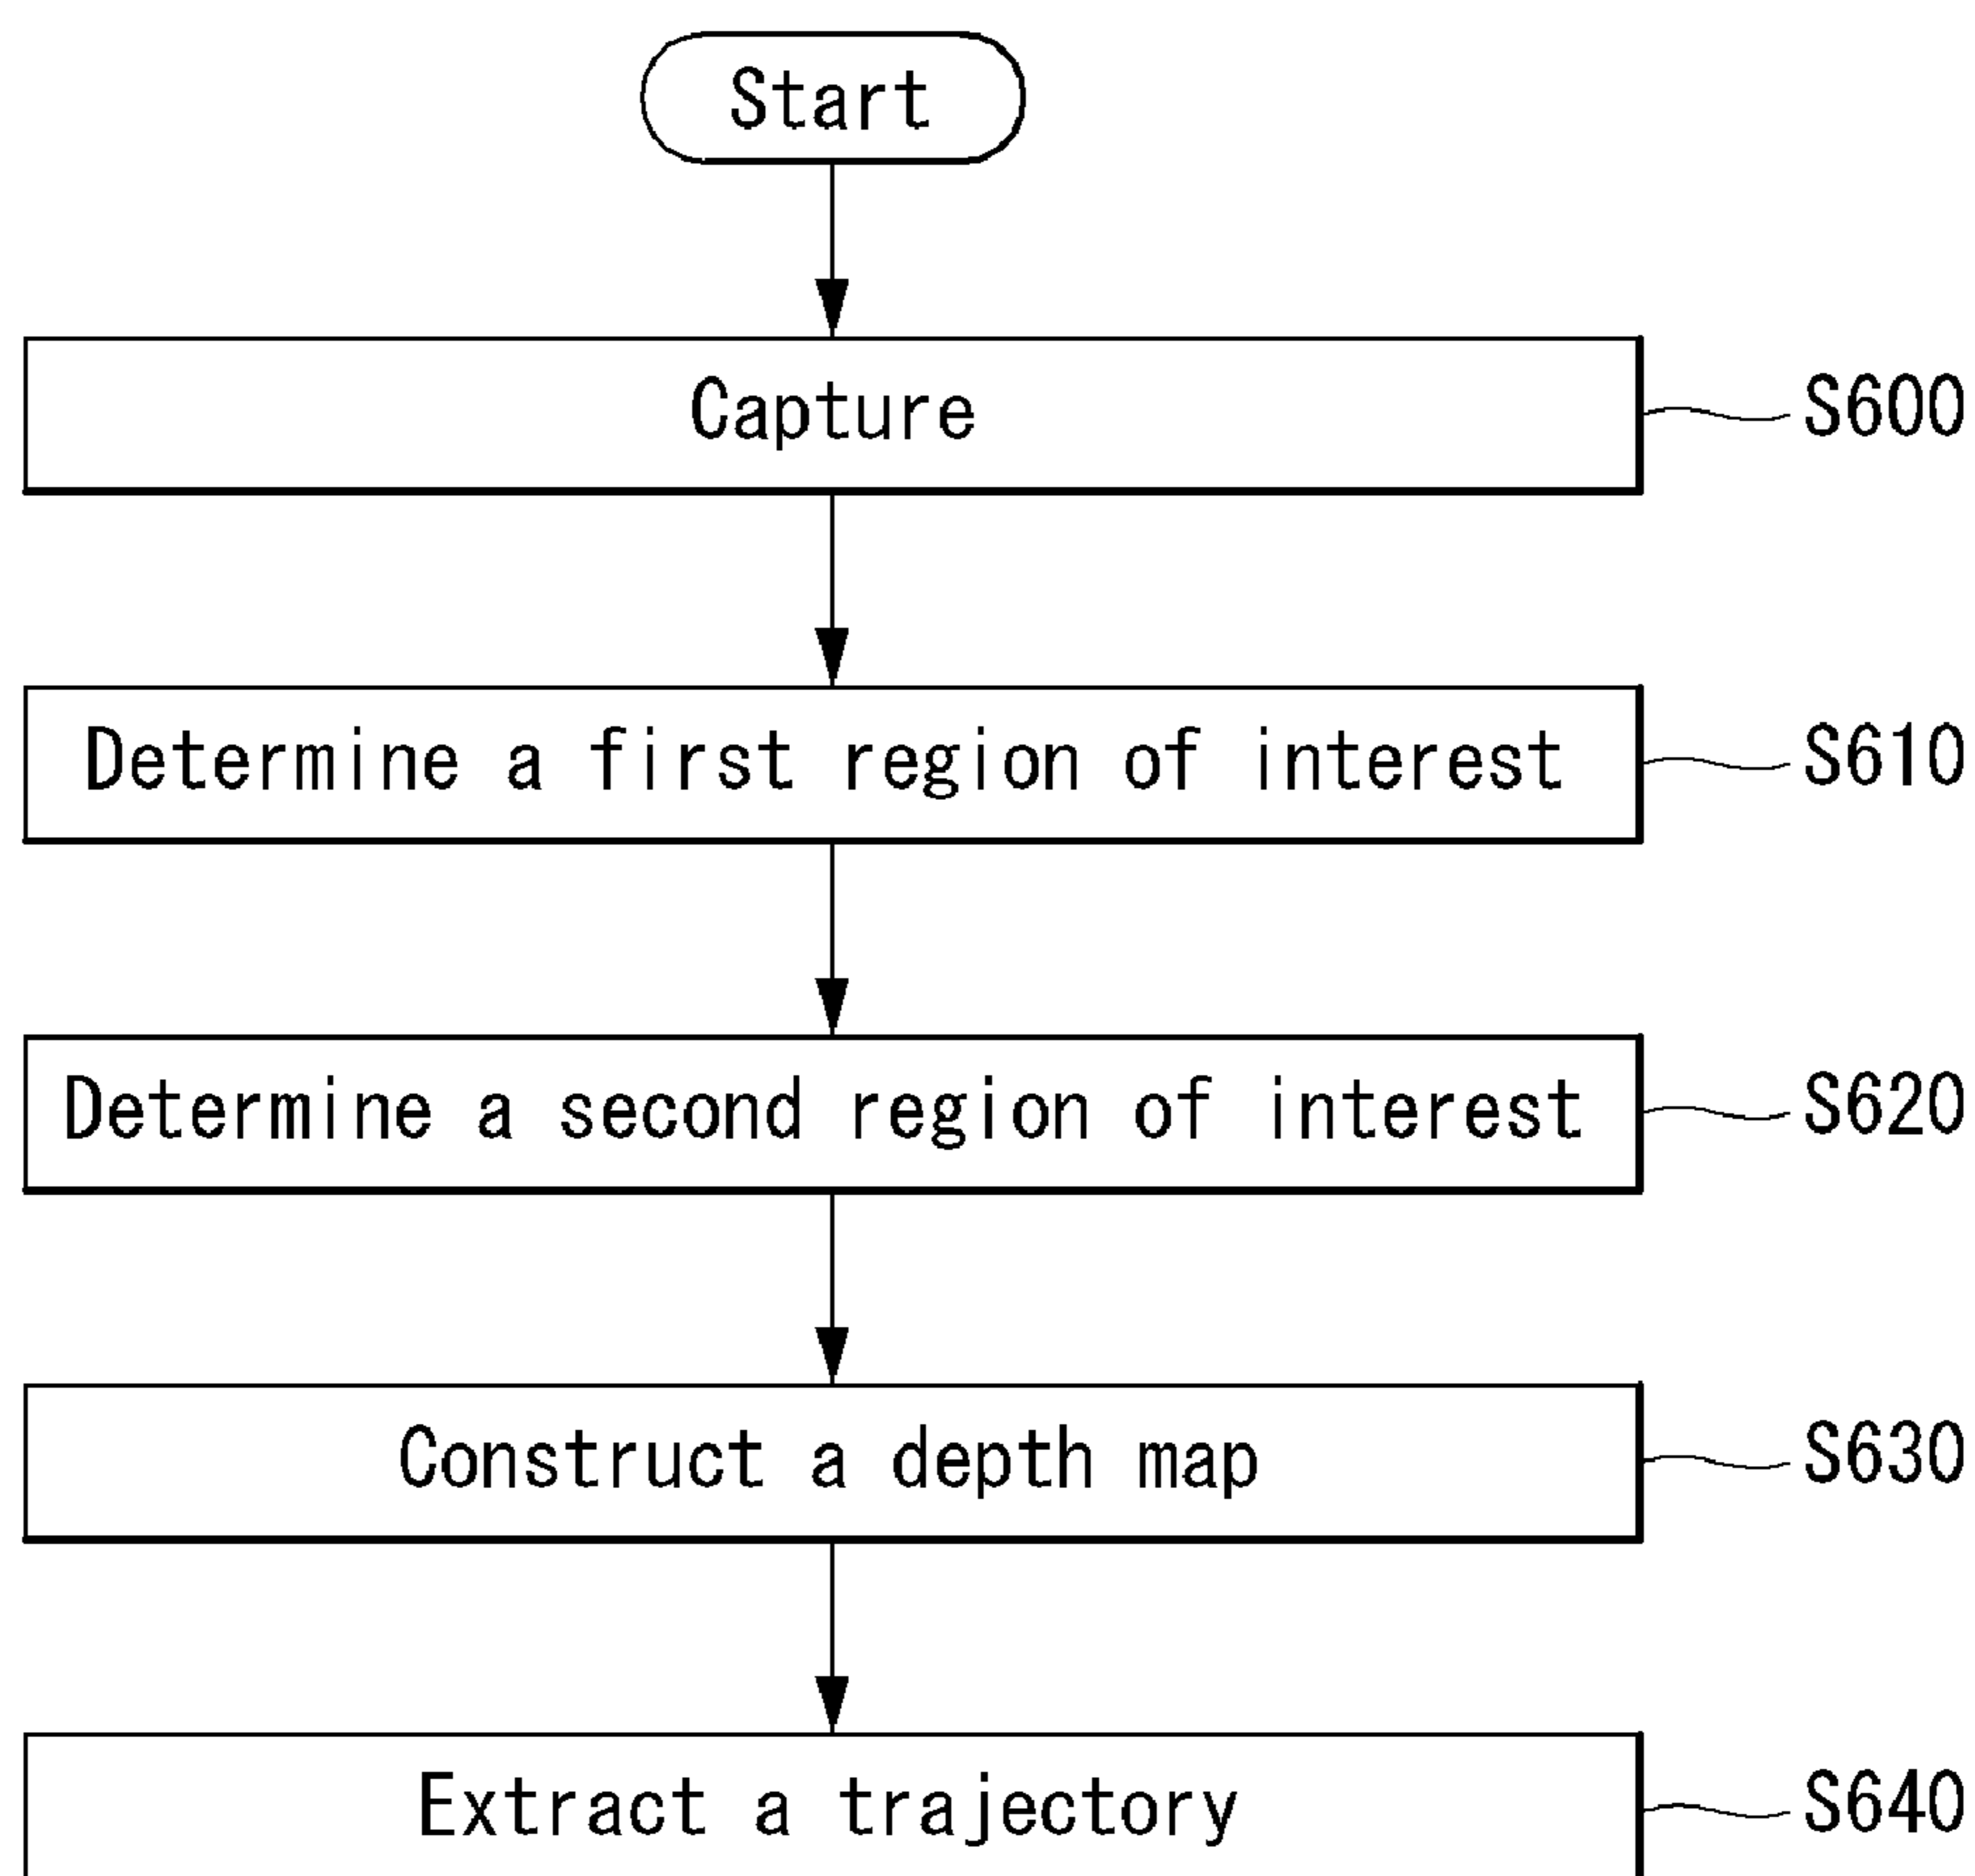 Start
Capture S600
Determine a first region of interest S610
Determine a second region of interest S620
Construct a depth map S630
Extract a trajectory S640